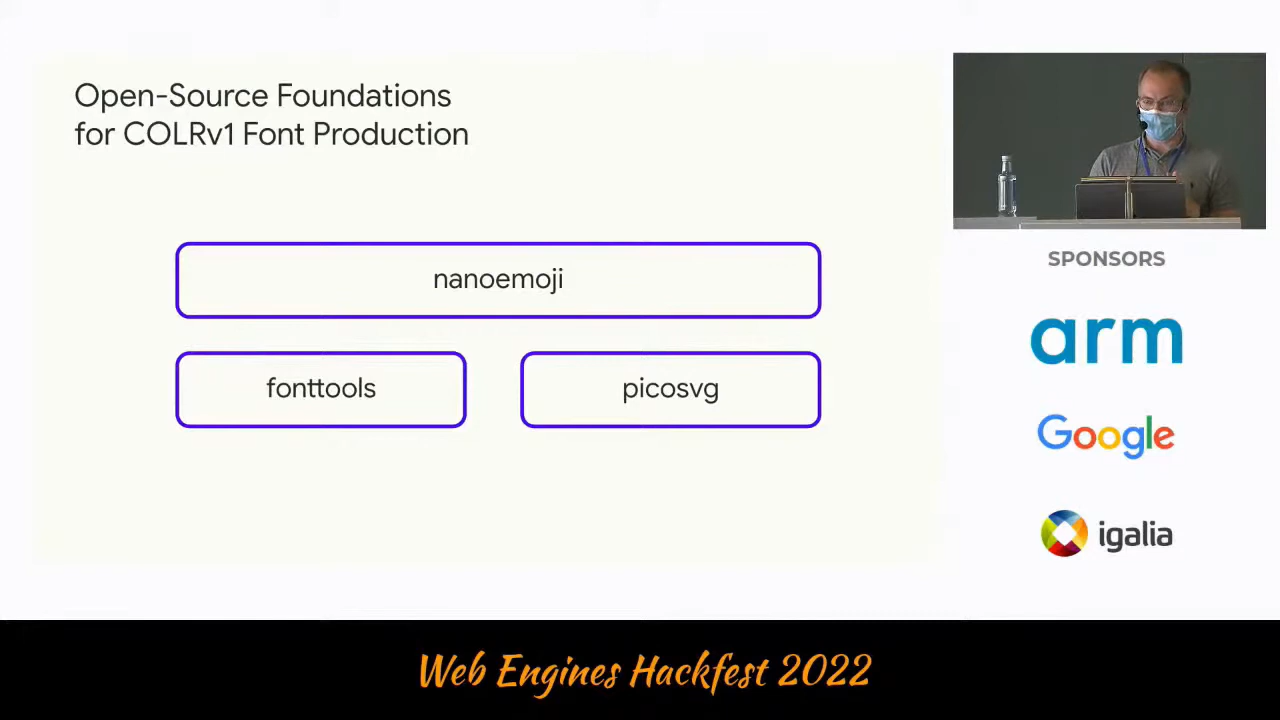 Open-Source Foundations
for COLRv1 Font Production
nanoemoji
fonttools
picosvg
SPONSORS
arm
Google
igalia
Web Engines Hackfest 2022